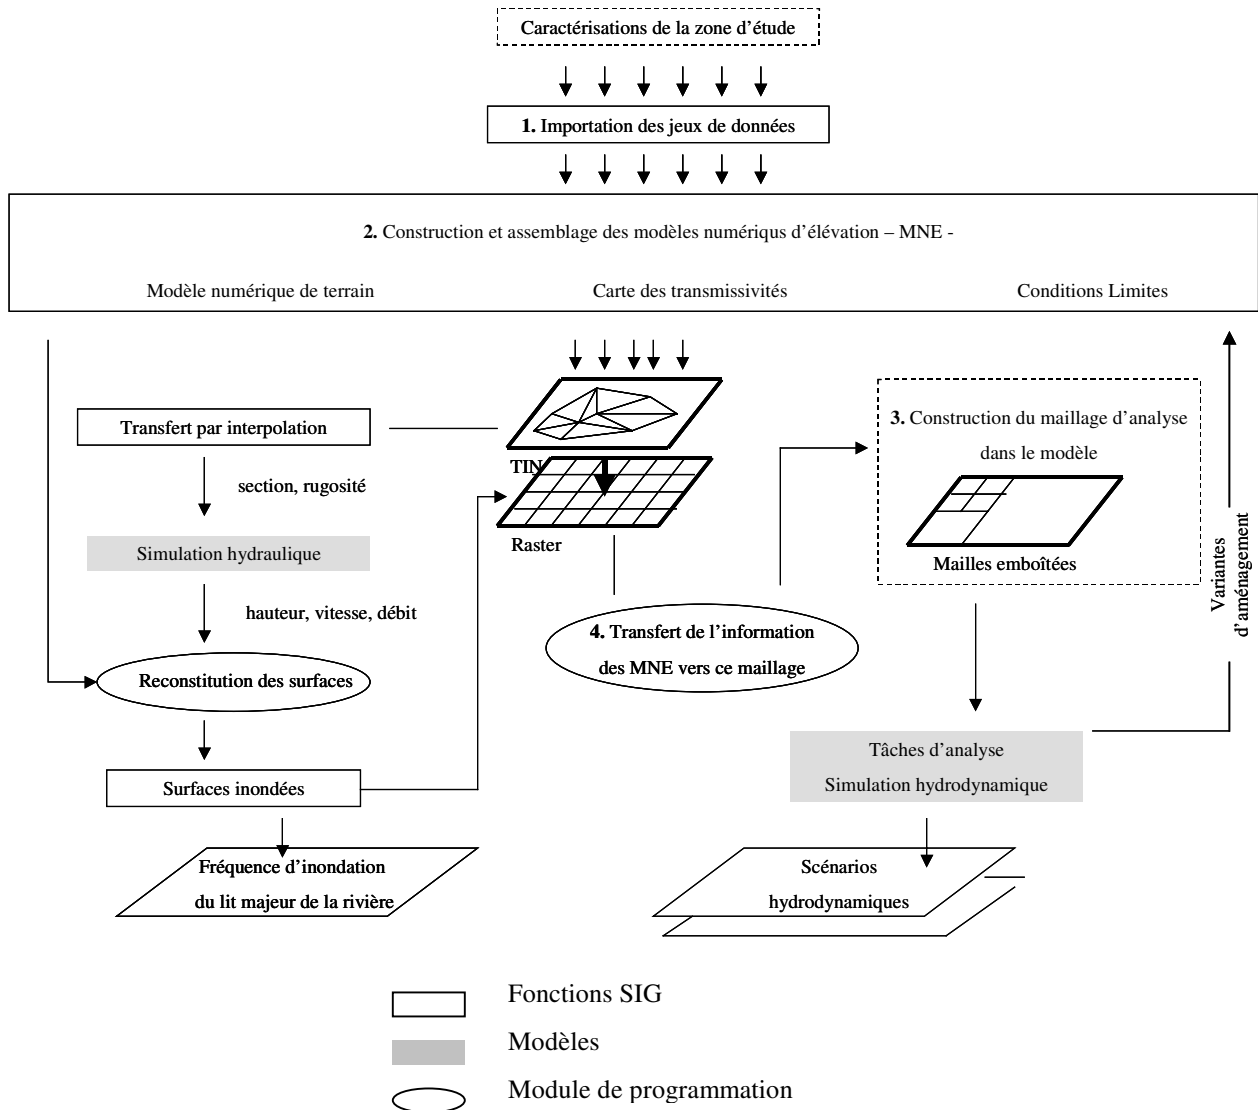 Caractérisations de la zone d’étude
1. Importation des jeux de données
2. Construction et assemblage des modèles numériqus d’élévation – MNE -
Modèle numérique de terrain
Carte des transmissivités
Conditions Limites
Transfert par interpolation
section, rugosité
Simulation hydraulique
hauteur, vitesse, débit
Reconstitution des surfaces
Surfaces inondées
Fréquence d’inondation
du lit majeur de la rivière
TIN
Raster
4. Transfert de l’information
des MNE vers ce maillage
3. Construction du maillage d’analyse
dans le modèle
Mailles emboîtées
Variantes
d’aménagement
Tâches d’analyse
Simulation hydrodynamique
Scénarios
hydrodynamiques
Fonctions SIG
Modèles
Module de programmation